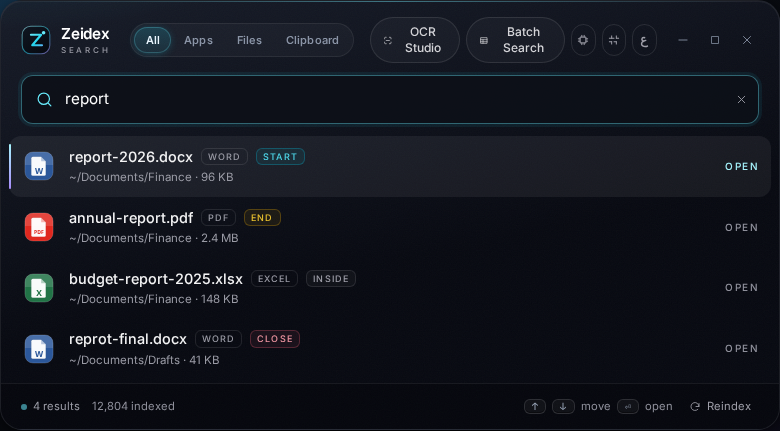 Zeidex
SEARCH
All Apps Files Clipboard
OCR Studio
Batch Search
ع
report
report-2026.docx WORD START
~/Documents/Finance · 96 KB
OPEN
annual-report.pdf PDF END
~/Documents/Finance · 2.4 MB
OPEN
budget-report-2025.xlsx EXCEL INSIDE
~/Documents/Finance · 148 KB
OPEN
reprot-final.docx WORD CLOSE
~/Documents/Drafts · 41 KB
OPEN
4 results 12,804 indexed
↑ ↓ move ⏎ open Reindex